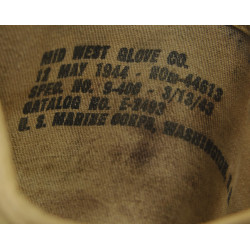 MID WEST GLOVE CO.
12 MAY 1944 - NOm-44613
SPEC. NO. 9-406 - 3/13/43
CATALOG NO. E-2403
U. S. MARINE CORPS, WASHINGTON